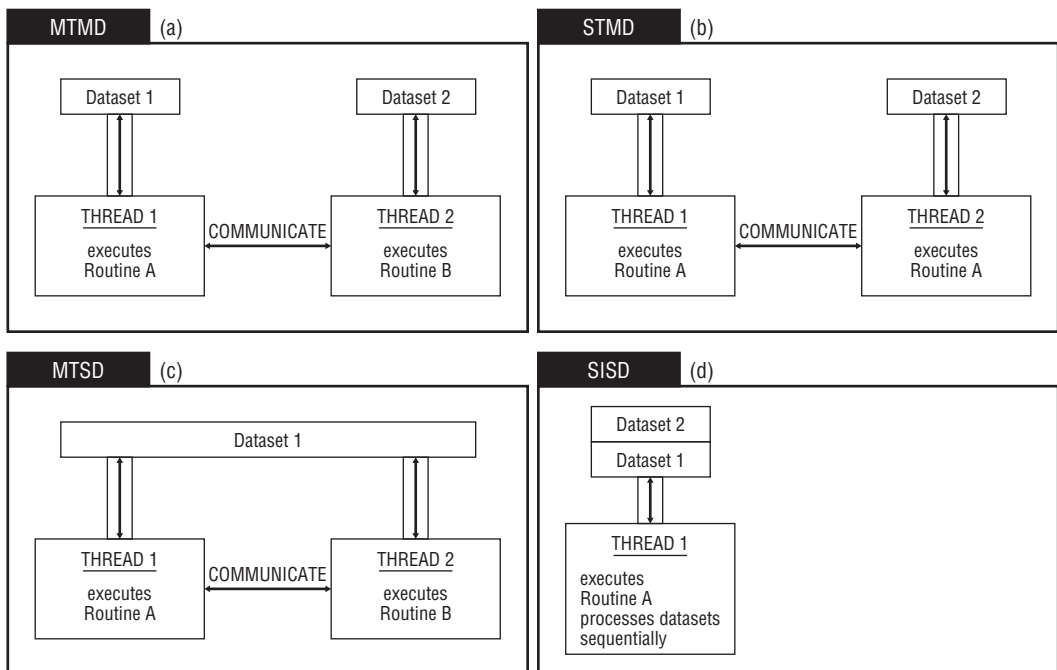 MTMD (a)
Dataset 1
Dataset 2
THREAD 1
executes
Routine A
COMMUNICATE
THREAD 2
executes
Routine B
STMD (b)
Dataset 1
Dataset 2
THREAD 1
executes
Routine A
COMMUNICATE
THREAD 2
executes
Routine A
MTSD (c)
Dataset 1
THREAD 1
executes
Routine A
COMMUNICATE
THREAD 2
executes
Routine B
SISD (d)
Dataset 2
Dataset 1
THREAD 1
executes
Routine A
processes datasets
sequentially